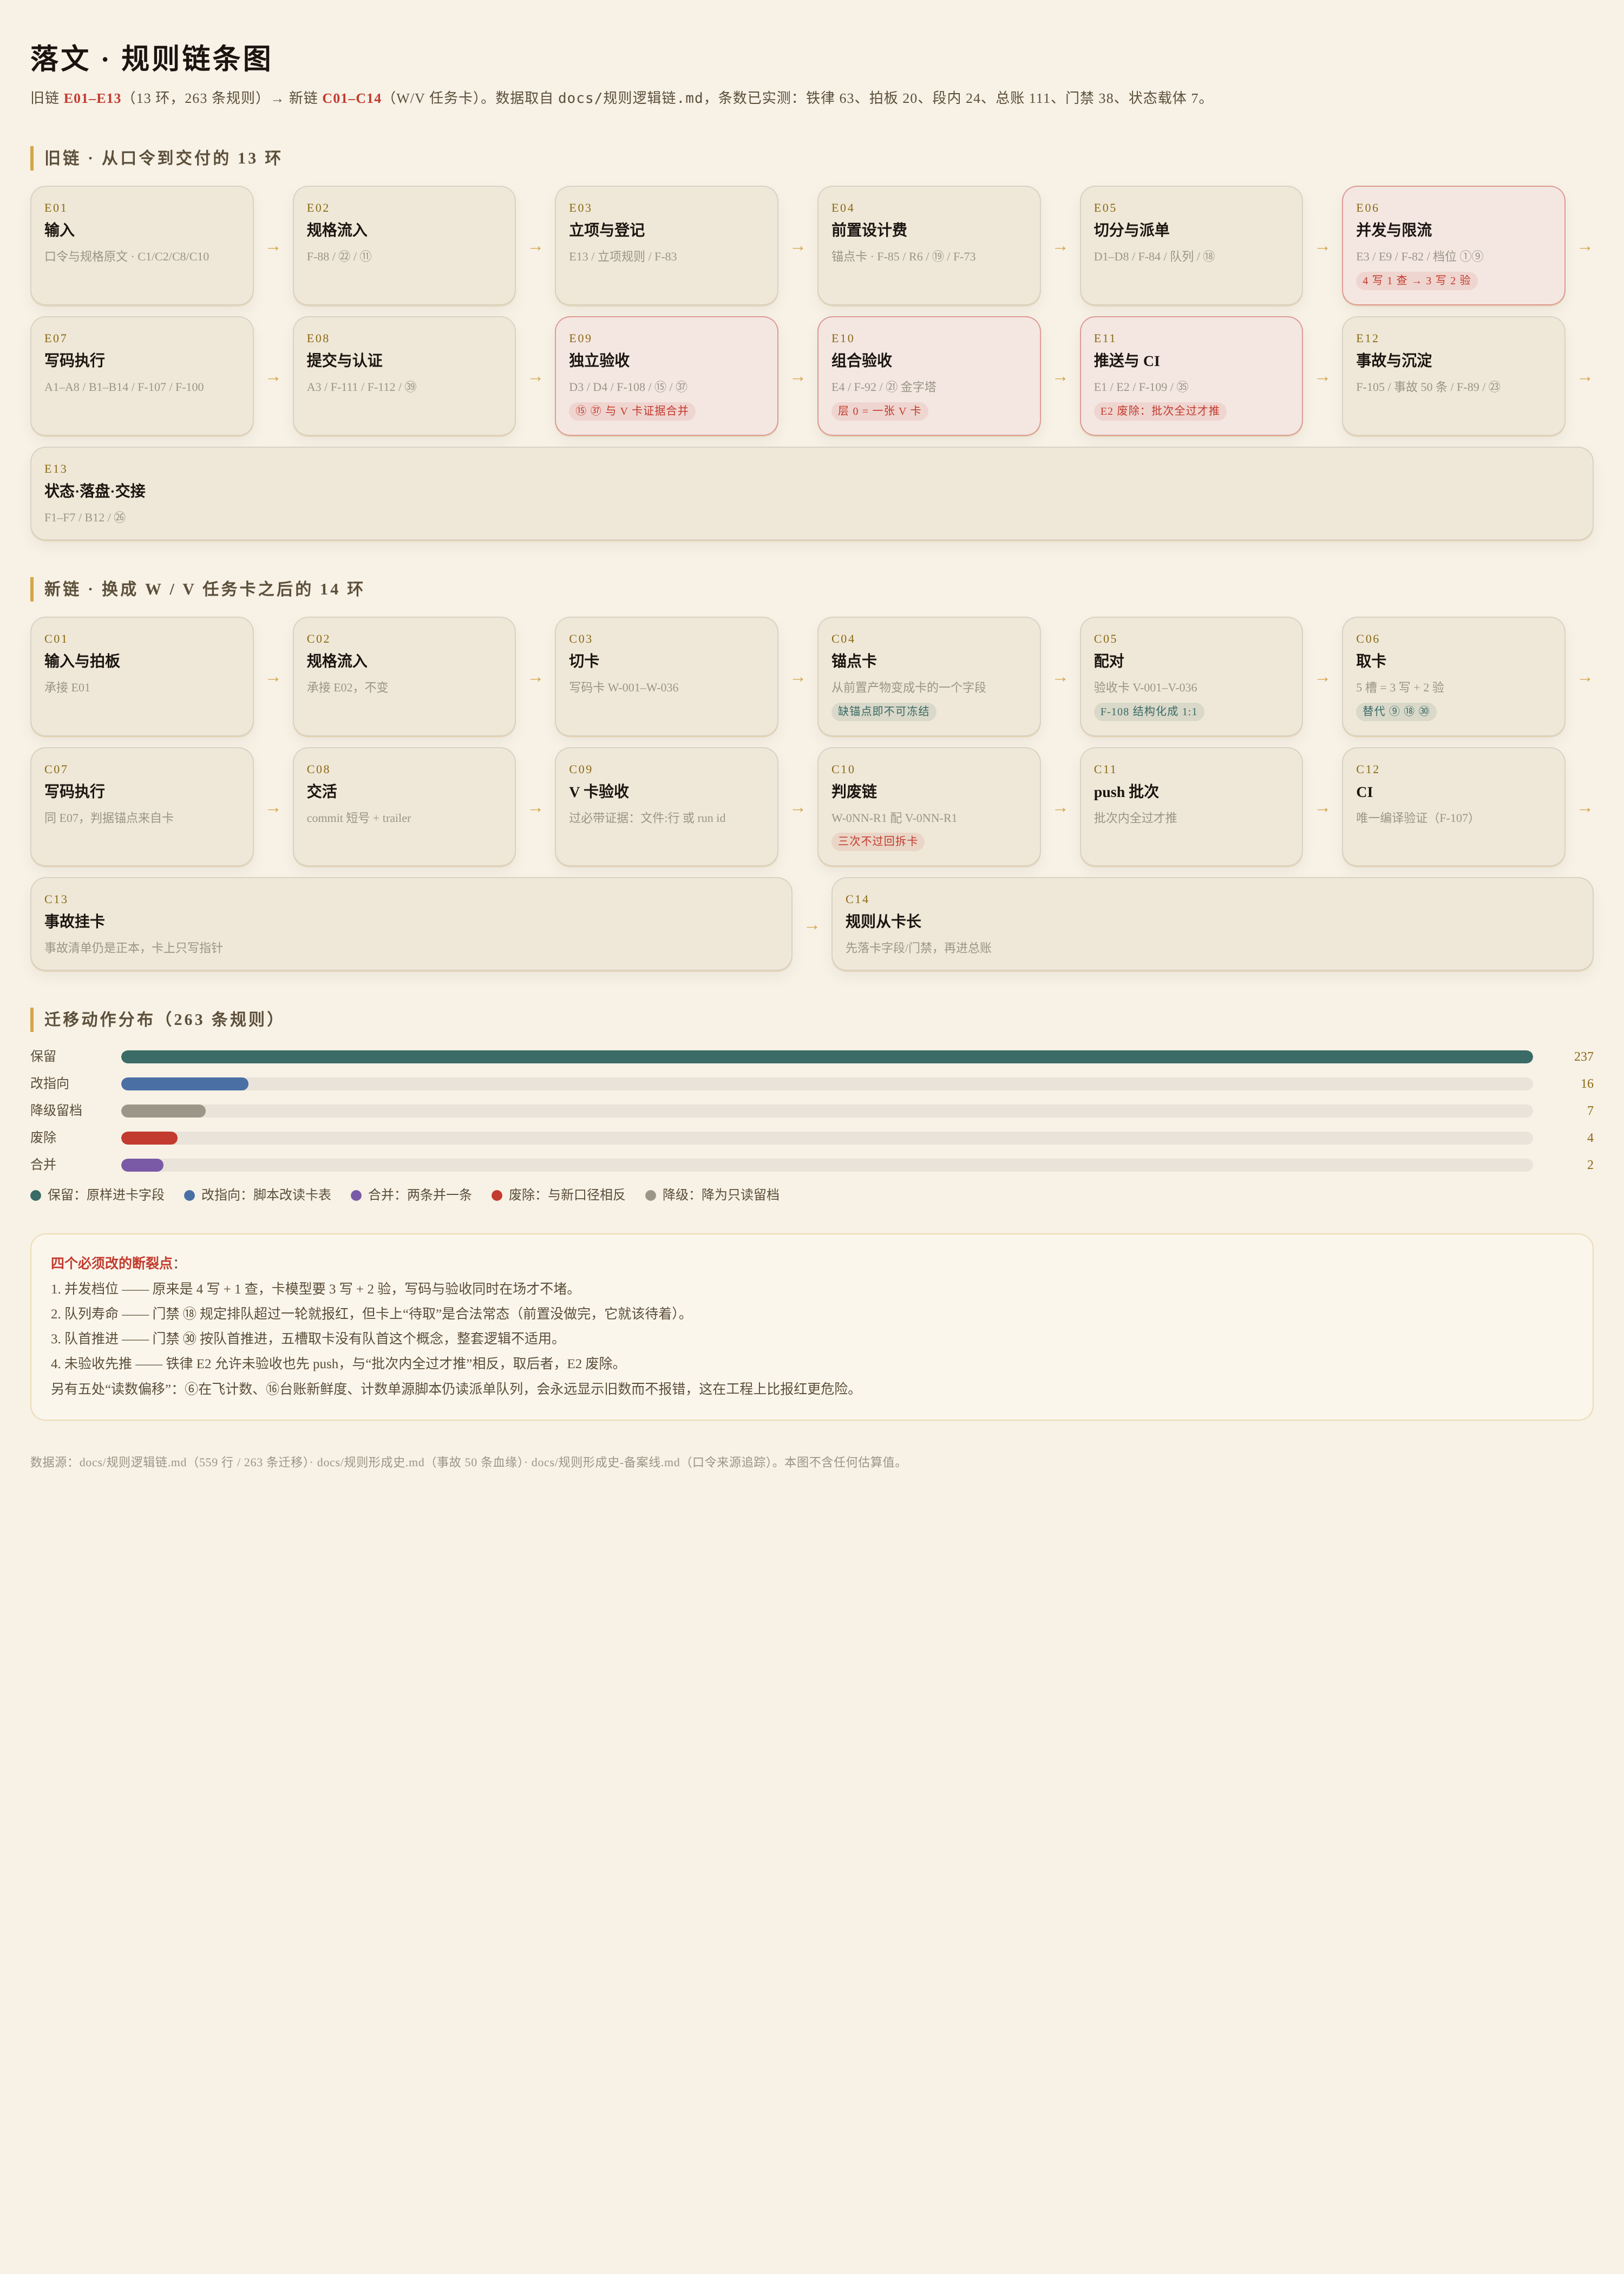 落文 · 规则链条图
旧链 E01–E13（13 环，263 条规则）→ 新链 C01–C14（W/V 任务卡）。数据取自 docs/规则逻辑链.md，条数已实测：铁律 63、拍板 20、段内 24、总账 111、门禁 38、状态载体 7。
旧链 · 从口令到交付的 13 环
E01
输入
口令与规格原文 · C1/C2/C8/C10
→
E02
规格流入
F-88 / ㉒ / ⑪
→
E03
立项与登记
E13 / 立项规则 / F-83
→
E04
前置设计费
锚点卡 · F-85 / R6 / ⑲ / F-73
→
E05
切分与派单
D1–D8 / F-84 / 队列 / ⑱
→
E06
并发与限流
E3 / E9 / F-82 / 档位 ①⑨
4 写 1 查 → 3 写 2 验
→
E07
写码执行
A1–A8 / B1–B14 / F-107 / F-100
→
E08
提交与认证
A3 / F-111 / F-112 / ㊴
→
E09
独立验收
D3 / D4 / F-108 / ⑮ / ㊲
⑮ ㊲ 与 V 卡证据合并
→
E10
组合验收
E4 / F-92 / ㉑ 金字塔
层 0 = 一张 V 卡
→
E11
推送与 CI
E1 / E2 / F-109 / ㉟
E2 废除：批次全过才推
→
E12
事故与沉淀
F-105 / 事故 50 条 / F-89 / ㉓
→
E13
状态·落盘·交接
F1–F7 / B12 / ㉖
新链 · 换成 W / V 任务卡之后的 14 环
C01
输入与拍板
承接 E01
→
C02
规格流入
承接 E02，不变
→
C03
切卡
写码卡 W-001–W-036
→
C04
锚点卡
从前置产物变成卡的一个字段
缺锚点即不可冻结
→
C05
配对
验收卡 V-001–V-036
F-108 结构化成 1:1
→
C06
取卡
5 槽 = 3 写 + 2 验
替代 ⑨ ⑱ ㉚
→
C07
写码执行
同 E07，判据锚点来自卡
→
C08
交活
commit 短号 + trailer
→
C09
V 卡验收
过必带证据：文件:行 或 run id
→
C10
判废链
W-0NN-R1 配 V-0NN-R1
三次不过回拆卡
→
C11
push 批次
批次内全过才推
→
C12
CI
唯一编译验证（F-107）
→
C13
事故挂卡
事故清单仍是正本，卡上只写指针
→
C14
规则从卡长
先落卡字段/门禁，再进总账
迁移动作分布（263 条规则）
保留 237
改指向 16
降级留档 7
废除 4
合并 2
保留：原样进卡字段 改指向：脚本改读卡表 合并：两条并一条 废除：与新口径相反 降级：降为只读留档
四个必须改的断裂点：
1. 并发档位 —— 原来是 4 写 + 1 查，卡模型要 3 写 + 2 验，写码与验收同时在场才不堵。
2. 队列寿命 —— 门禁 ⑱ 规定排队超过一轮就报红，但卡上“待取”是合法常态（前置没做完，它就该待着）。
3. 队首推进 —— 门禁 ㉚ 按队首推进，五槽取卡没有队首这个概念，整套逻辑不适用。
4. 未验收先推 —— 铁律 E2 允许未验收也先 push，与“批次内全过才推”相反，取后者，E2 废除。
另有五处“读数偏移”：⑥在飞计数、⑯台账新鲜度、计数单源脚本仍读派单队列，会永远显示旧数而不报错，这在工程上比报红更危险。
数据源：docs/规则逻辑链.md（559 行 / 263 条迁移）· docs/规则形成史.md（事故 50 条血缘）· docs/规则形成史-备案线.md（口令来源追踪）。本图不含任何估算值。